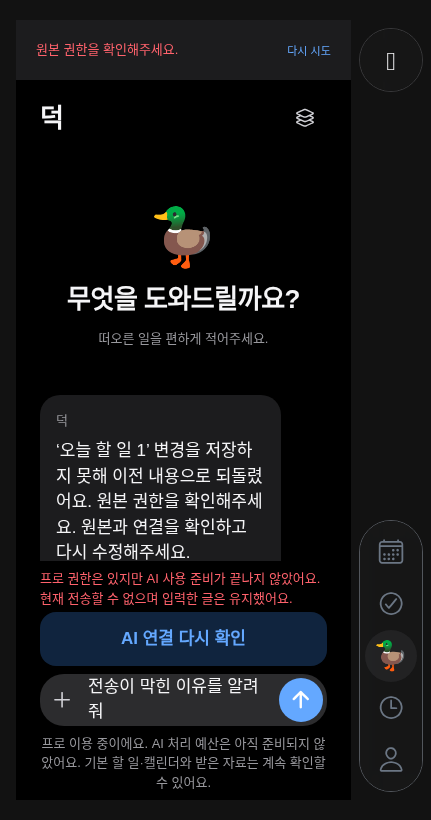 원본 권한을 확인해주세요.
다시 시도
덕
무엇을 도와드릴까요?
떠오른 일을 편하게 적어주세요.
덕
‘오늘 할 일 1’ 변경을 저장하
지 못해 이전 내용으로 되돌렸
어요. 원본 권한을 확인해주세
요. 원본과 연결을 확인하고
다시 수정해주세요.
프로 권한은 있지만 AI 사용 준비가 끝나지 않았어요.
현재 전송할 수 없으며 입력한 글은 유지했어요.
AI 연결 다시 확인
전송이 막힌 이유를 알려
줘
프로 이용 중이에요. AI 처리 예산은 아직 준비되지 않
았어요. 기본 할 일·캘린더와 받은 자료는 계속 확인할
수 있어요.